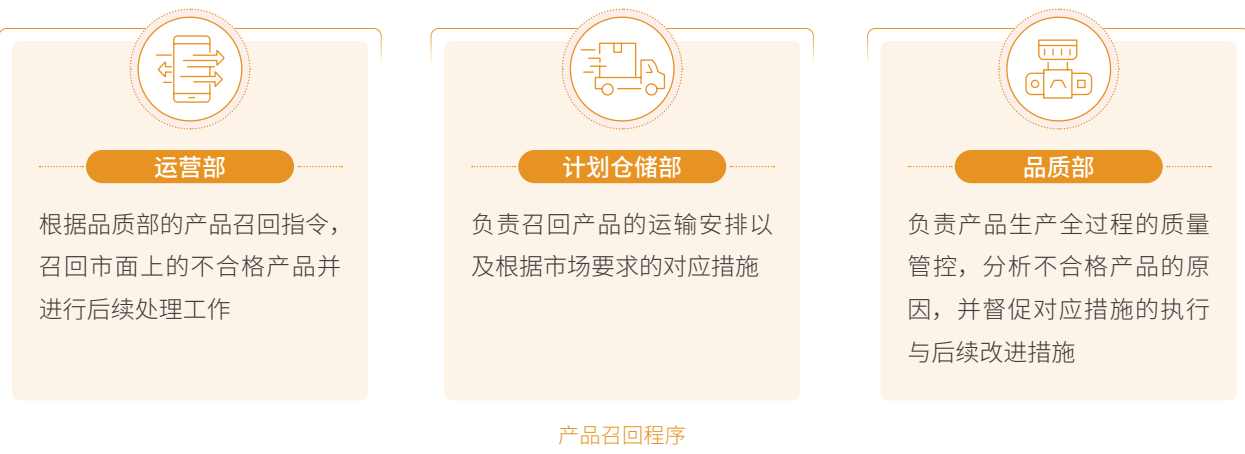 运营部
根据品质部的产品召回指令，
召回市面上的不合格产品并
进行后续处理工作
计划仓储部
负责召回产品的运输安排以
及根据市场要求的对应措施
品质部
负责产品生产全过程的质量
管控，分析不合格产品的原
因，并督促对应措施的执行
与后续改进措施
产品召回程序